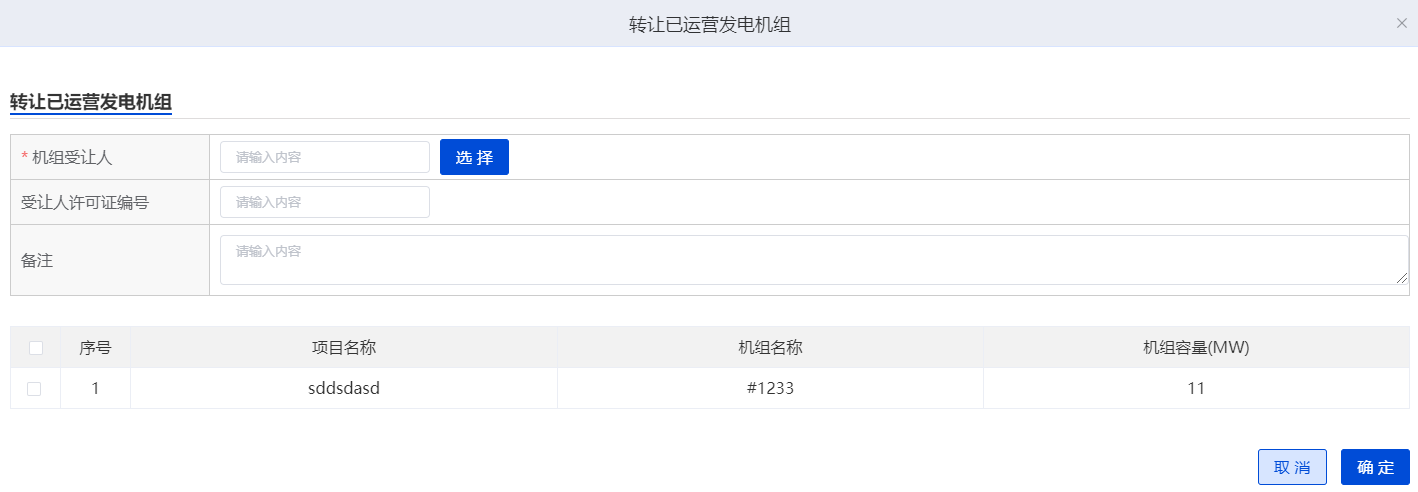 转让已运营发电机组
转让已运营发电机组
* 机组受让人 请输入内容 选择
受让人许可证编号 请输入内容
备注 请输入内容
序号 项目名称 机组名称 机组容量(MW)
1 sddsdasd #1233 11
取消 确定